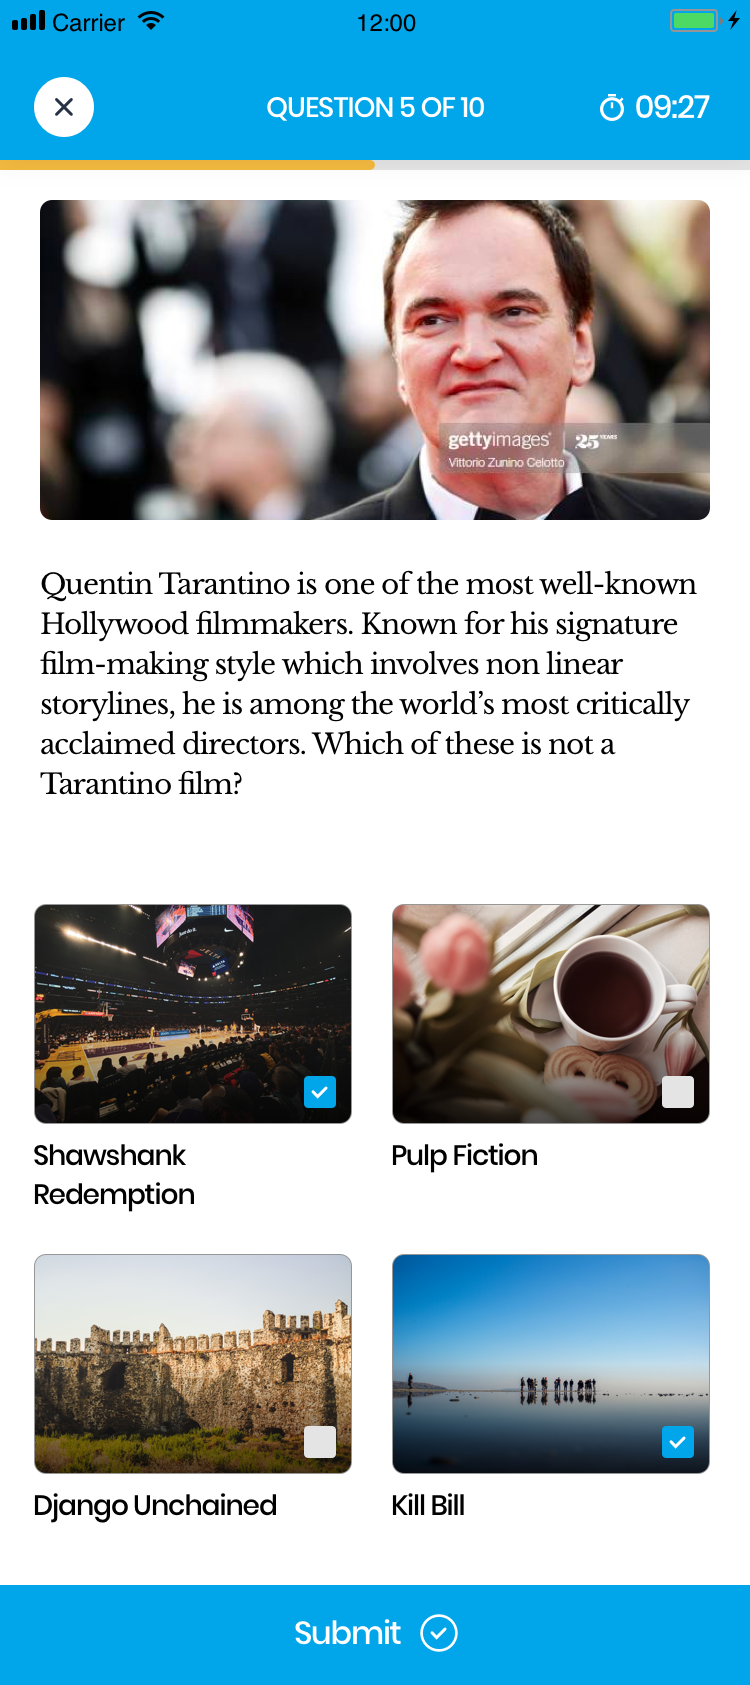 Carrier 12:00
QUESTION 5 OF 10
09:27
gettyimages® 25 YEARS
Vittorio Zunino Celotto
Quentin Tarantino is one of the most well-known
Hollywood filmmakers. Known for his signature
film-making style which involves non linear
storylines, he is among the world’s most critically
acclaimed directors. Which of these is not a
Tarantino film?
Just do it.
Shawshank
Redemption
Pulp Fiction
Django Unchained
Kill Bill
Submit